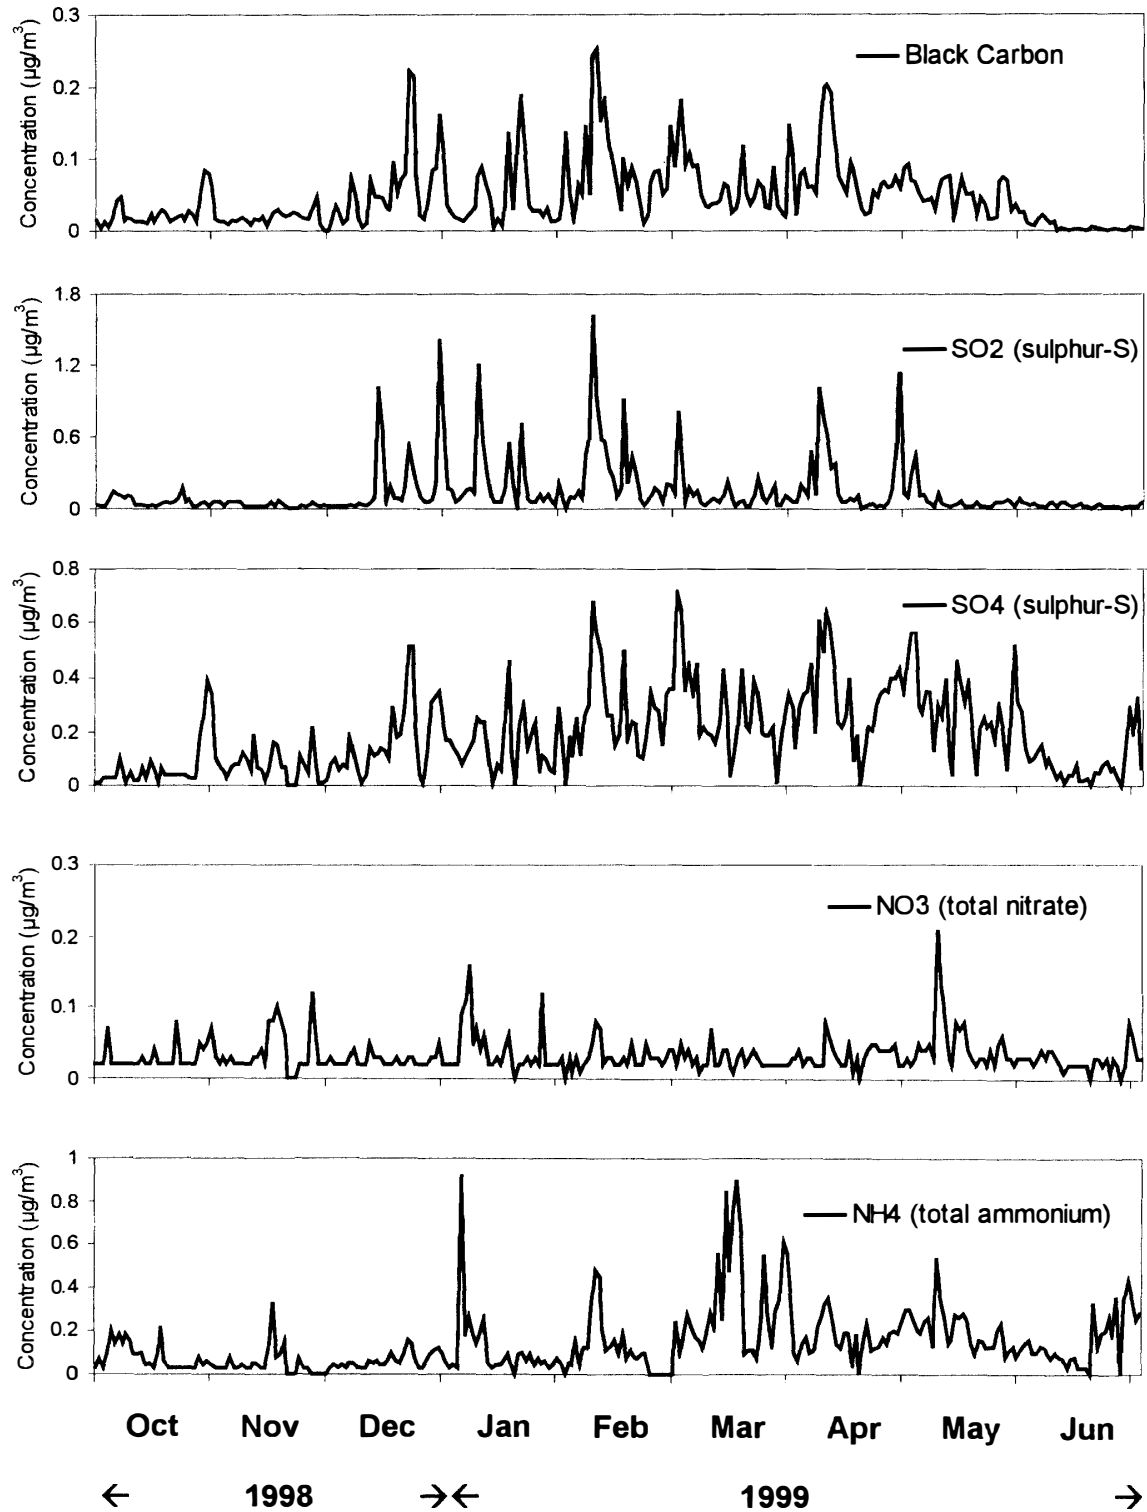 Concentration (µg/m³)
0.3
0.2
0.1
0
Black Carbon
Concentration (µg/m³)
1.8
1.2
0.6
0
SO2 (sulphur-S)
Concentration (µg/m³)
0.8
0.6
0.4
0.2
0
SO4 (sulphur-S)
Concentration (µg/m³)
0.3
0.2
0.1
0
NO3 (total nitrate)
Concentration (µg/m³)
1
0.8
0.6
0.4
0.2
0
NH4 (total ammonium)
Oct Nov Dec Jan Feb Mar Apr May Jun
← 1998 →← 1999 →